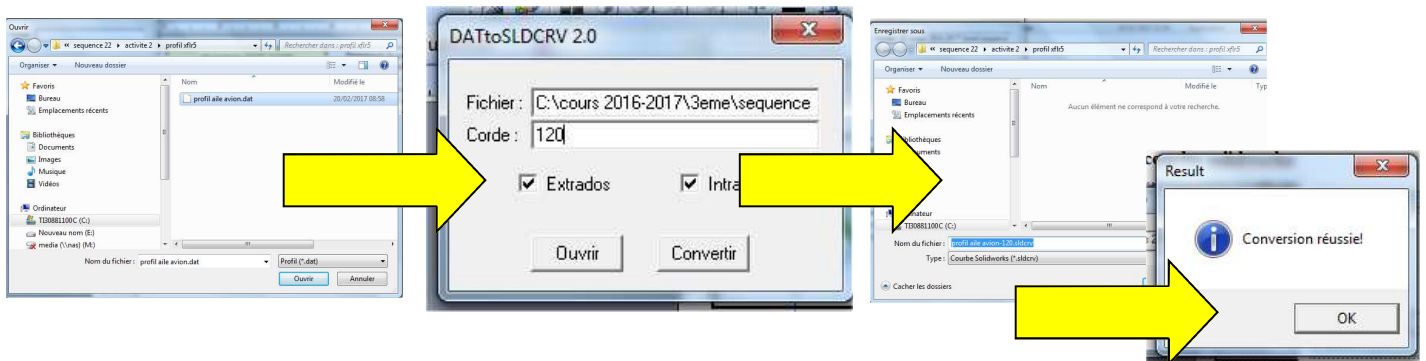 Ouvrir
« sequence 22 ▸ activite 2 ▸ profil xflr5
Rechercher dans : profil xflr5
Organiser
Nouveau dossier
Favoris
Bureau
Emplacements récents
Bibliothèques
Documents
Images
Musique
Vidéos
Ordinateur
TI30881100C (C:)
Nouveau nom (E:)
media (\\nas) (M:)
Nom
Modifié le
profil aile avion.dat
20/02/2017 08:58
Nom du fichier : profil aile avion.dat
Profil (*.dat)
Ouvrir
Annuler
DATtoSLDCRV 2.0
Fichier : C:\cours 2016-2017\3eme\sequence
Corde : 120
Extrados
Intra
Ouvrir
Convertir
Enregistrer sous
« sequence 22 ▸ activite 2 ▸ profil xflr5
Rechercher dans : profil xflr5
Organiser
Nouveau dossier
Favoris
Bureau
Emplacements récents
Nom
Modifié le
Typ
Aucun élément ne correspond à votre recherche.
TI30881100C (C:)
Nom du fichier : profil aile avion-120.sldcrv
Type : Courbe Solidworks (*.sldcrv)
Cacher les dossiers
Result
Conversion réussie!
OK